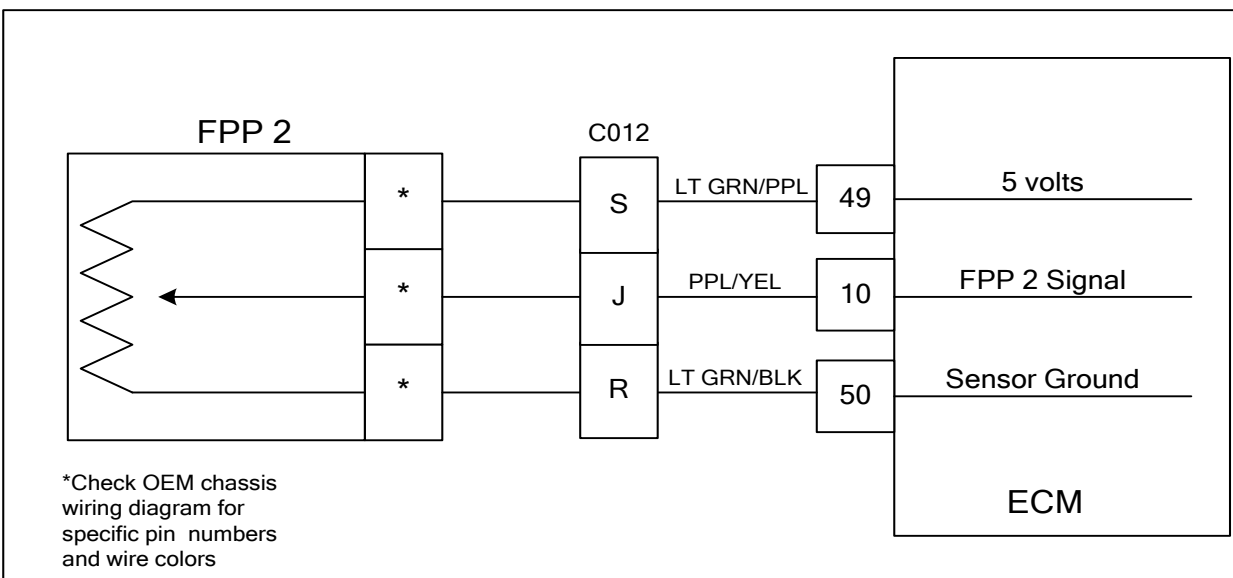 FPP 2
C012
*
S
LT GRN/PPL
49
5 volts
*
J
PPL/YEL
10
FPP 2 Signal
*
R
LT GRN/BLK
50
Sensor Ground
ECM
*Check OEM chassis
wiring diagram for
specific pin numbers
and wire colors